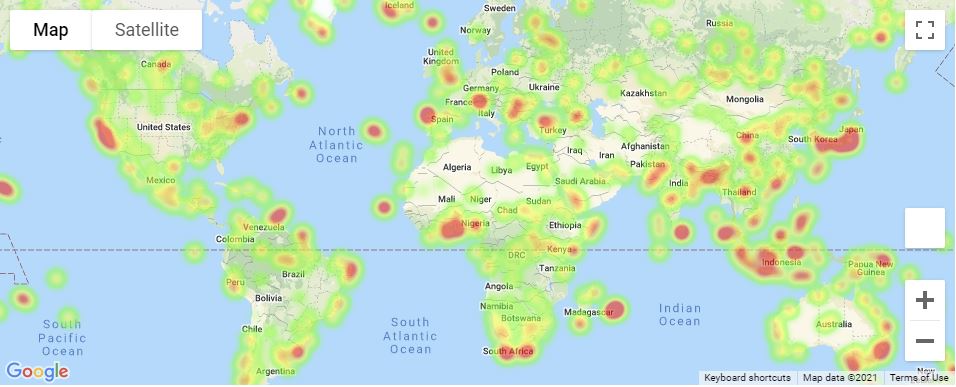 Map
Satellite
Iceland
Sweden
Norway
Russia
Canada
United
Kingdom
Poland
Germany
Ukraine
Kazakhstan
Mongolia
France
Italy
Spain
Turkey
United States
North
Atlantic
Ocean
China
South Korea
Japan
Afghanistan
Iraq
Iran
Pakistan
Algeria
Libya
Egypt
Saudi Arabia
India
Thailand
Mexico
Mali
Niger
Chad
Sudan
Nigeria
Ethiopia
Venezuela
Colombia
Kenya
DRC
Tanzania
Indonesia
Papua New
Guinea
Brazil
Peru
Bolivia
Angola
Namibia
Botswana
Madagascar
Indian
Ocean
South
Pacific
Ocean
South
Atlantic
Ocean
Chile
Argentina
South Africa
Australia
New
Google
Keyboard shortcuts
Map data ©2021
Terms of Use